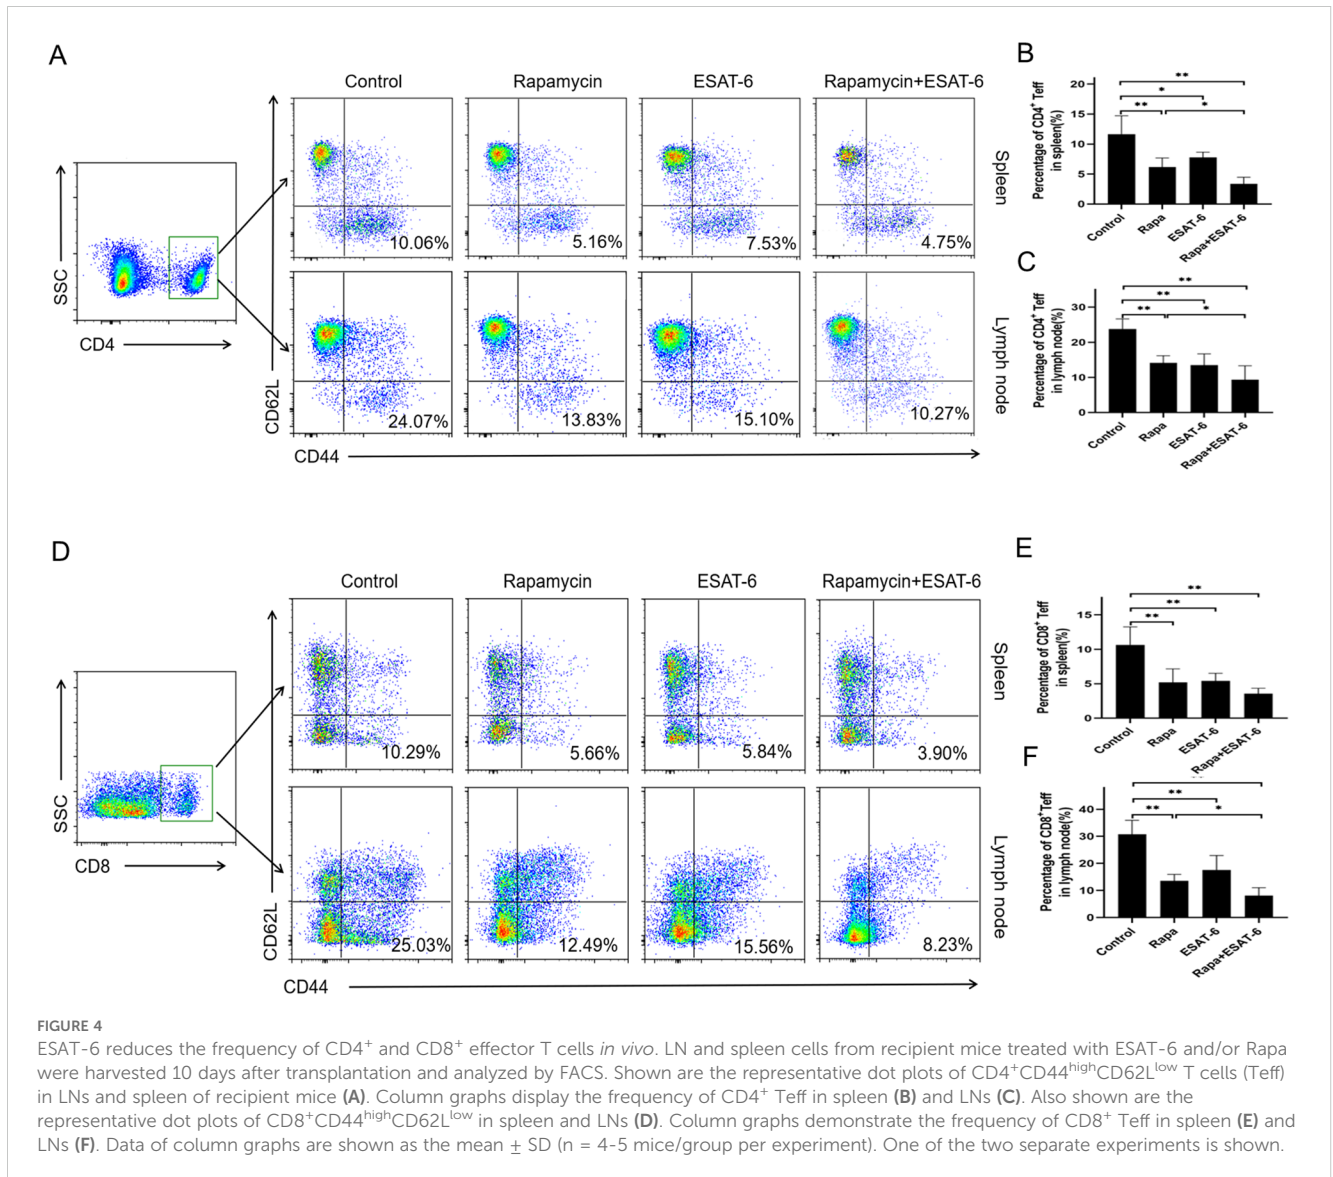 A
Control
Rapamycin
ESAT-6
Rapamycin+ESAT-6
SSC
CD4
CD62L
10.06%
5.16%
7.53%
4.75%
Spleen
24.07%
13.83%
15.10%
10.27%
Lymph node
CD44
B
Percentage of CD4+ Teff
in spleen(%)
20
15
10
5
0
**
*
**
*
Control
Rapa
ESAT-6
Rapa+ESAT-6
C
Percentage of CD4+ Teff
in lymph node(%)
30
20
10
0
**
**
**
*
Control
Rapa
ESAT-6
Rapa+ESAT-6
D
Control
Rapamycin
ESAT-6
Rapamycin+ESAT-6
SSC
CD8
CD62L
10.29%
5.66%
5.84%
3.90%
Spleen
25.03%
12.49%
15.56%
8.23%
Lymph node
CD44
E
Percentage of CD8+ Teff
in spleen(%)
15
10
5
0
**
**
**
Control
Rapa
ESAT-6
Rapa+ESAT-6
F
Percentage of CD8+Teff
in lymph node(%)
40
30
20
10
0
**
**
**
*
Control
Rapa
ESAT-6
Rapa+ESAT-6
FIGURE 4
ESAT-6 reduces the frequency of CD4+ and CD8+ effector T cells in vivo. LN and spleen cells from recipient mice treated with ESAT-6 and/or Rapa
were harvested 10 days after transplantation and analyzed by FACS. Shown are the representative dot plots of CD4+CD44highCD62Llow T cells (Teff)
in LNs and spleen of recipient mice (A). Column graphs display the frequency of CD4+ Teff in spleen (B) and LNs (C). Also shown are the
representative dot plots of CD8+CD44highCD62Llow in spleen and LNs (D). Column graphs demonstrate the frequency of CD8+ Teff in spleen (E) and
LNs (F). Data of column graphs are shown as the mean ± SD (n = 4-5 mice/group per experiment). One of the two separate experiments is shown.